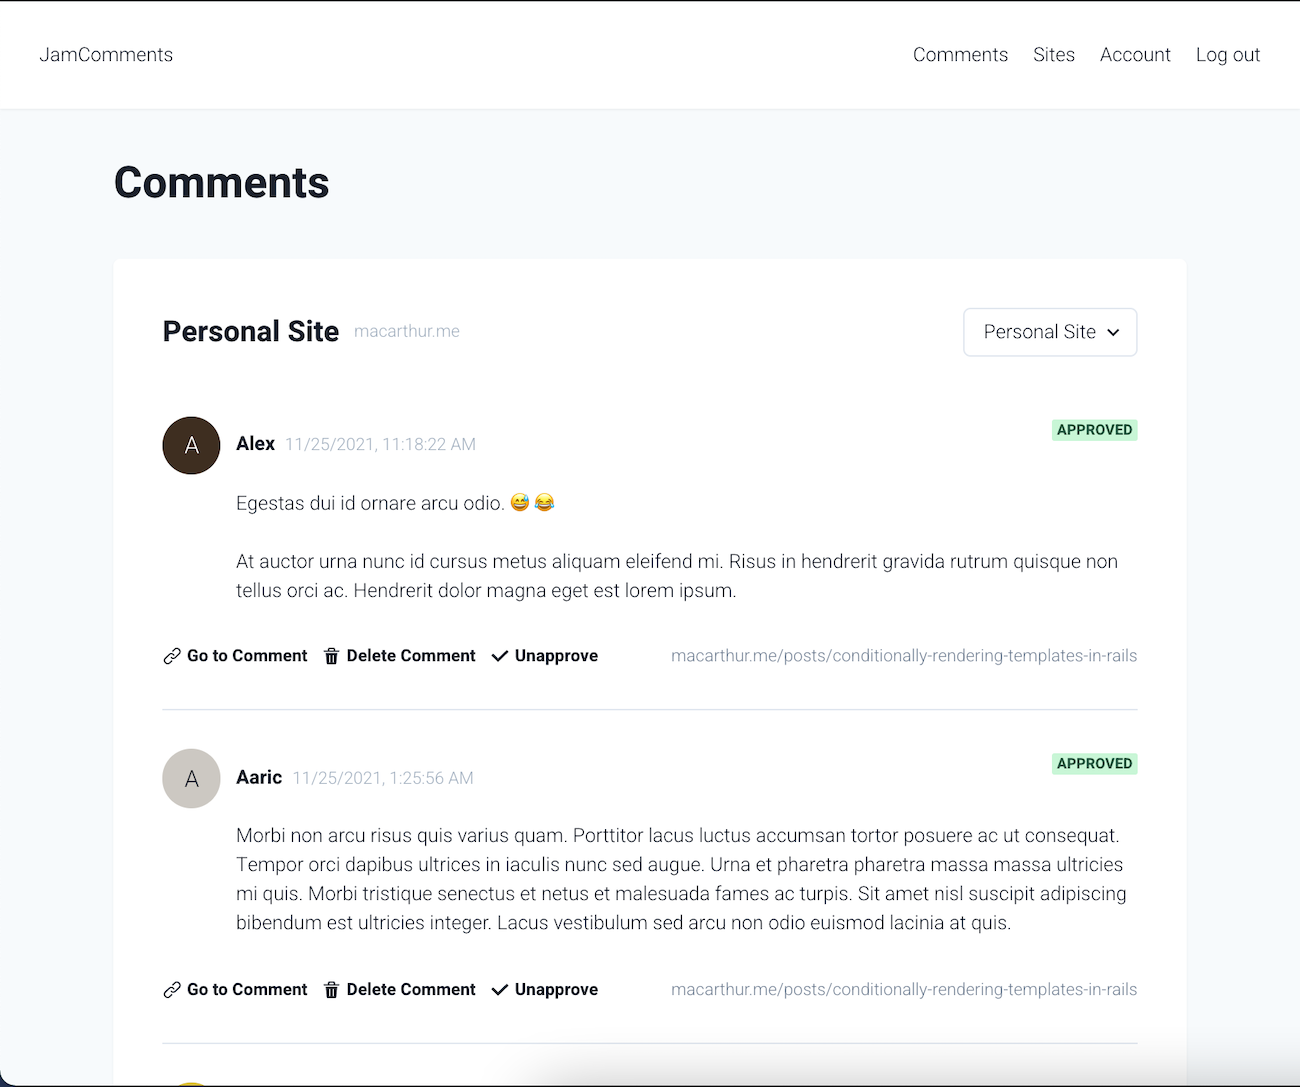 JamComments
Comments Sites Account Log out
Comments
Personal Site macarthur.me
Personal Site
A
Alex 11/25/2021, 11:18:22 AM
APPROVED
Egestas dui id ornare arcu odio. 😅 😂
At auctor urna nunc id cursus metus aliquam eleifend mi. Risus in hendrerit gravida rutrum quisque non
tellus orci ac. Hendrerit dolor magna eget est lorem ipsum.
Go to Comment Delete Comment Unapprove macarthur.me/posts/conditionally-rendering-templates-in-rails
A
Aaric 11/25/2021, 1:25:56 AM
APPROVED
Morbi non arcu risus quis varius quam. Porttitor lacus luctus accumsan tortor posuere ac ut consequat.
Tempor orci dapibus ultrices in iaculis nunc sed augue. Urna et pharetra pharetra massa massa ultricies
mi quis. Morbi tristique senectus et netus et malesuada fames ac turpis. Sit amet nisl suscipit adipiscing
bibendum est ultricies integer. Lacus vestibulum sed arcu non odio euismod lacinia at quis.
Go to Comment Delete Comment Unapprove macarthur.me/posts/conditionally-rendering-templates-in-rails